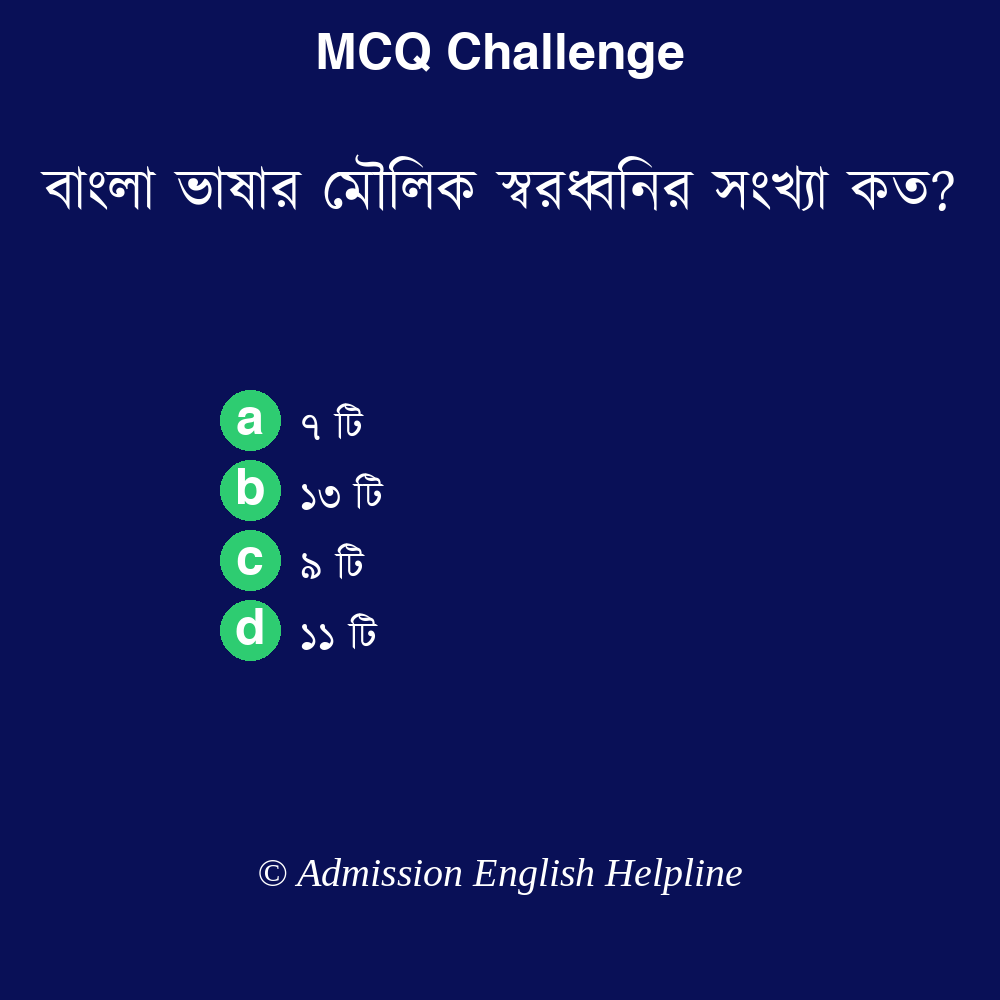 MCQ Challenge
বাংলা ভাষার মৌলিক স্বরধ্বনির সংখ্যা কত?
a ৭ টি
b ১৩ টি
c ৯ টি
d ১১ টি
© Admission English Helpline